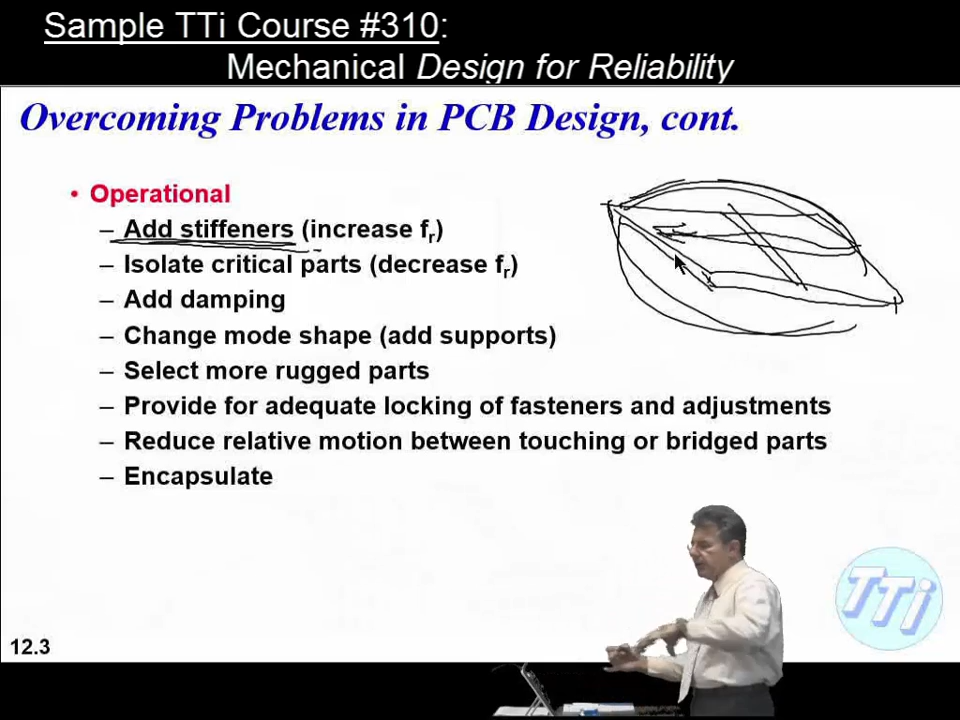 Sample TTi Course #310:
Mechanical Design for Reliability
Overcoming Problems in PCB Design, cont.
• Operational
– Add stiffeners (increase fr)
– Isolate critical parts (decrease fr)
– Add damping
– Change mode shape (add supports)
– Select more rugged parts
– Provide for adequate locking of fasteners and adjustments
– Reduce relative motion between touching or bridged parts
– Encapsulate
TTi
12.3